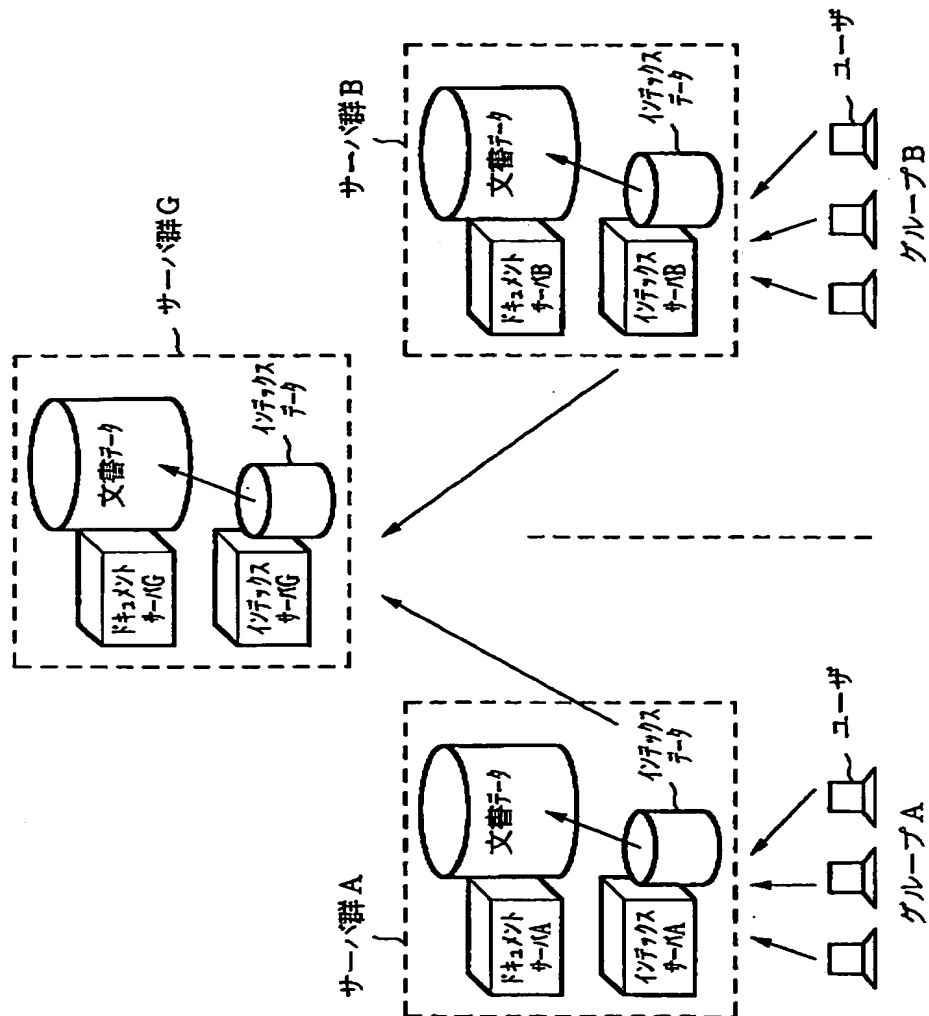 サーバ群G
ドキュメント
サーバG
文書データ
インデックス
サーバG
インデックス
データ
サーバ群A
ドキュメント
サーバA
文書データ
インデックス
サーバA
インデックス
データ
ユーザ
グループA
サーバ群B
ドキュメント
サーバB
文書データ
インデックス
サーバB
インデックス
データ
ユーザ
グループB